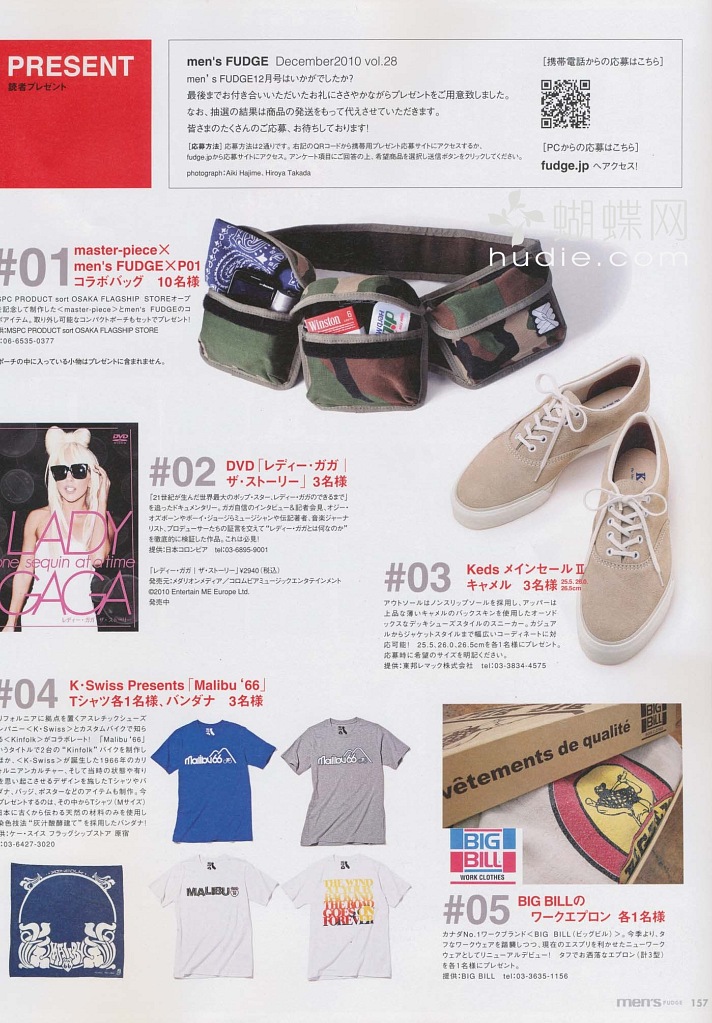 PRESENT
読者プレゼント
men's FUDGE December2010 vol.28
men's FUDGE12月号はいかがでしたか？
最後までお付き合いいただいたお礼にささやかながらプレゼントをご用意致しました。
なお、抽選の結果は商品の発送をもって代えさせていただきます。
皆さまのたくさんのご応募、お待ちしております！
[応募方法] 応募方法は2通りです。右記のQRコードから携帯用プレゼント応募サイトにアクセスするか、
fudge.jpから応募サイトにアクセス。アンケート項目にご回答の上、希望商品を選択し送信ボタンをクリックしてください。
photograph:Aiki Hajime, Hiroya Takada
[携帯電話からの応募はこちら]
[PCからの応募はこちら]
fudge.jp へアクセス！
蝴蝶网
hudie.com
#01
master-piece×
men's FUDGE×P01
コラボバッグ 10名様
SPC PRODUCT sort OSAKA FLAGSHIP STOREオープ
を記念して制作した＜master-piece＞とmen's FUDGEのコ
ボアイテム。取り外し可能なコンパクトポーチもセットでプレゼント！
供:MSPC PRODUCT sort OSAKA FLAGSHIP STORE
:06-6535-0377
ポーチの中に入っている小物はプレゼントに含まれません。
Winston
DVD
LADY
one sequin at a time
GAGA
レディー・ガガ ザ・ストーリー
#02
DVD「レディー・ガガ｜
ザ・ストーリー」 3名様
「21世紀が生んだ世界最大のポップ・スター、レディー・ガガのできるまで」
を追ったドキュメンタリー。ガガ自信のインタビュー＆記者会見、オジー・
オズボーンやボーイ・ジョージらミュージシャンや伝記著者、音楽ジャーナ
リスト、プロデューサーたちの証言を交えて“レディー・ガガとは何なのか”
を徹底的に検証した作品。これは必見！
提供:日本コロムビア tel:03-6895-9001
「レディー・ガガ｜ザ・ストーリー」¥2940（税込）
発売元:メダリオンメディア／コロムビアミュージックエンタテインメント
©2010 Entertain ME Europe Ltd.
発売中
#03
Keds メインセールⅡ
キャメル 3名様 25.5, 26.0, 26.5cm
アウトソールはノンスリップソールを採用し、アッパーは
上品な薄いキャメルのバックスキンを使用したオーソド
ックスなデッキシューズスタイルのスニーカー。カジュア
ルからジャケットスタイルまで幅広いコーディネートに対
応可能！ 25.5、26.0、26.5cmを各1名様にプレゼント。
応募時に希望のサイズを明記ください。
提供:東邦レマック株式会社 tel:03-3834-4575
#04
K・Swiss Presents「Malibu '66」
Tシャツ各1名様、バンダナ 3名様
リフォルニアに拠点を置くアスレチックシューズ
ンパニー＜K・Swiss＞とカスタムバイクで知ら
る＜Kinfolk＞がコラボレート！ 「Malibu '66」
いうタイトルで2台の“Kinfolk”バイクを制作し
ほか、＜K・Swiss＞が誕生した1966年のカリ
ォルニアンカルチャー、そして当時の状態や有り
を思い起こさせるデザインを施したTシャツやバ
ダナ、バッジ、ポスターなどのアイテムも制作。今
プレゼントするのは、その中からTシャツ（Mサイズ）
日本に古くから伝わる天然の材料のみを使用し
染色技法“灰汁醗酵建て”を採用したバンダナ！
供:ケー・スイス フラッグシップストア 原宿
:03-6427-3020
Malibu66
Malibu66
MALIBU
THE ROAD
GOES ON
FOREVER.
BIG
BILL
vêtements de qualité
BIG
BILL
WORK CLOTHES
#05
BIG BILLの
ワークエプロン 各1名様
カナダNo.1ワークブランド＜BIG BILL（ビッグビル）＞。今季より、タ
フなワークウェアを踏襲しつつ、現在のエスプリを利かせたニューワーク
ウェアとしてリニューアルデビュー！ タフでお洒落なエプロン（計3型）
を各1名様にプレゼント。
提供:BIG BILL tel:03-3635-1156
men's FUDGE 157